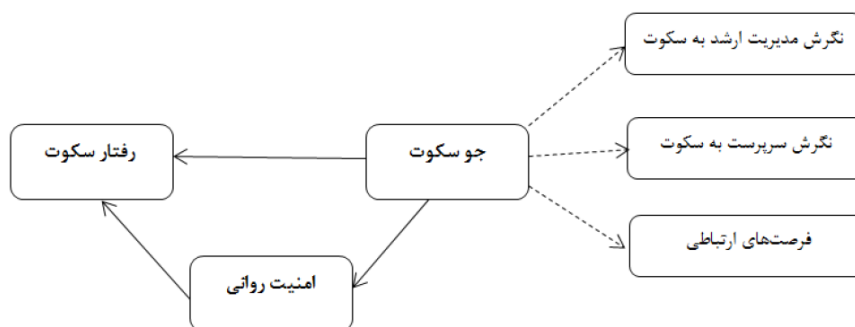 نگرش مدیریت ارشد به سکوت
نگرش سرپرست به سکوت
جو سکوت
رفتار سکوت
فرصت‌های ارتباطی
امنیت روانی